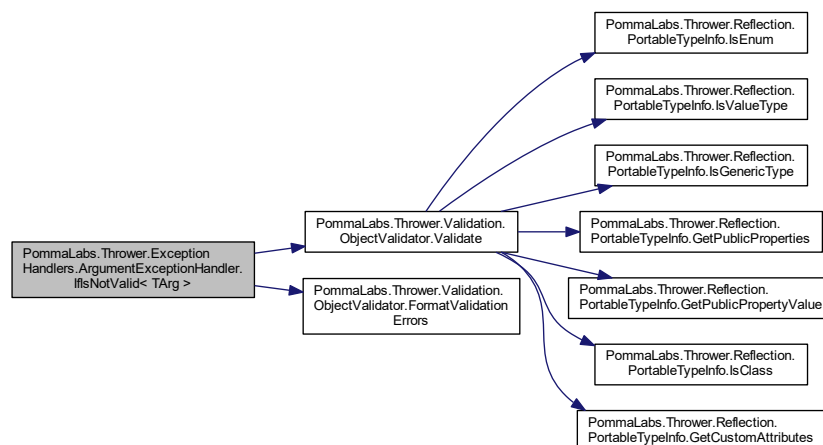 PommaLabs.Thrower.Exception
Handlers.ArgumentExceptionHandler.
IfIsNotValid< TArg >
PommaLabs.Thrower.Validation.
ObjectValidator.Validate
PommaLabs.Thrower.Validation.
ObjectValidator.FormatValidation
Errors
PommaLabs.Thrower.Reflection.
PortableTypeInfo.IsEnum
PommaLabs.Thrower.Reflection.
PortableTypeInfo.IsValueType
PommaLabs.Thrower.Reflection.
PortableTypeInfo.IsGenericType
PommaLabs.Thrower.Reflection.
PortableTypeInfo.GetPublicProperties
PommaLabs.Thrower.Reflection.
PortableTypeInfo.GetPublicPropertyValue
PommaLabs.Thrower.Reflection.
PortableTypeInfo.IsClass
PommaLabs.Thrower.Reflection.
PortableTypeInfo.GetCustomAttributes